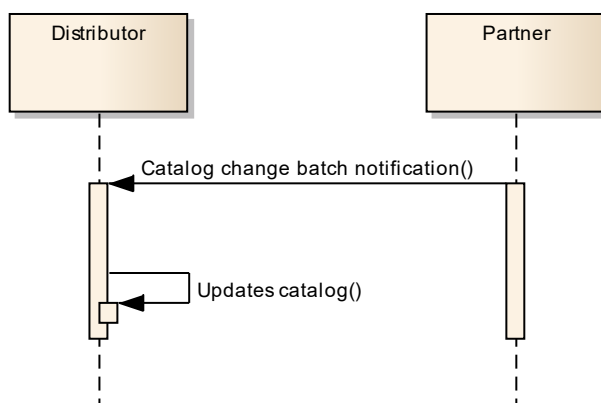 Distributor
Partner
Catalog change batch notification()
Updates catalog()